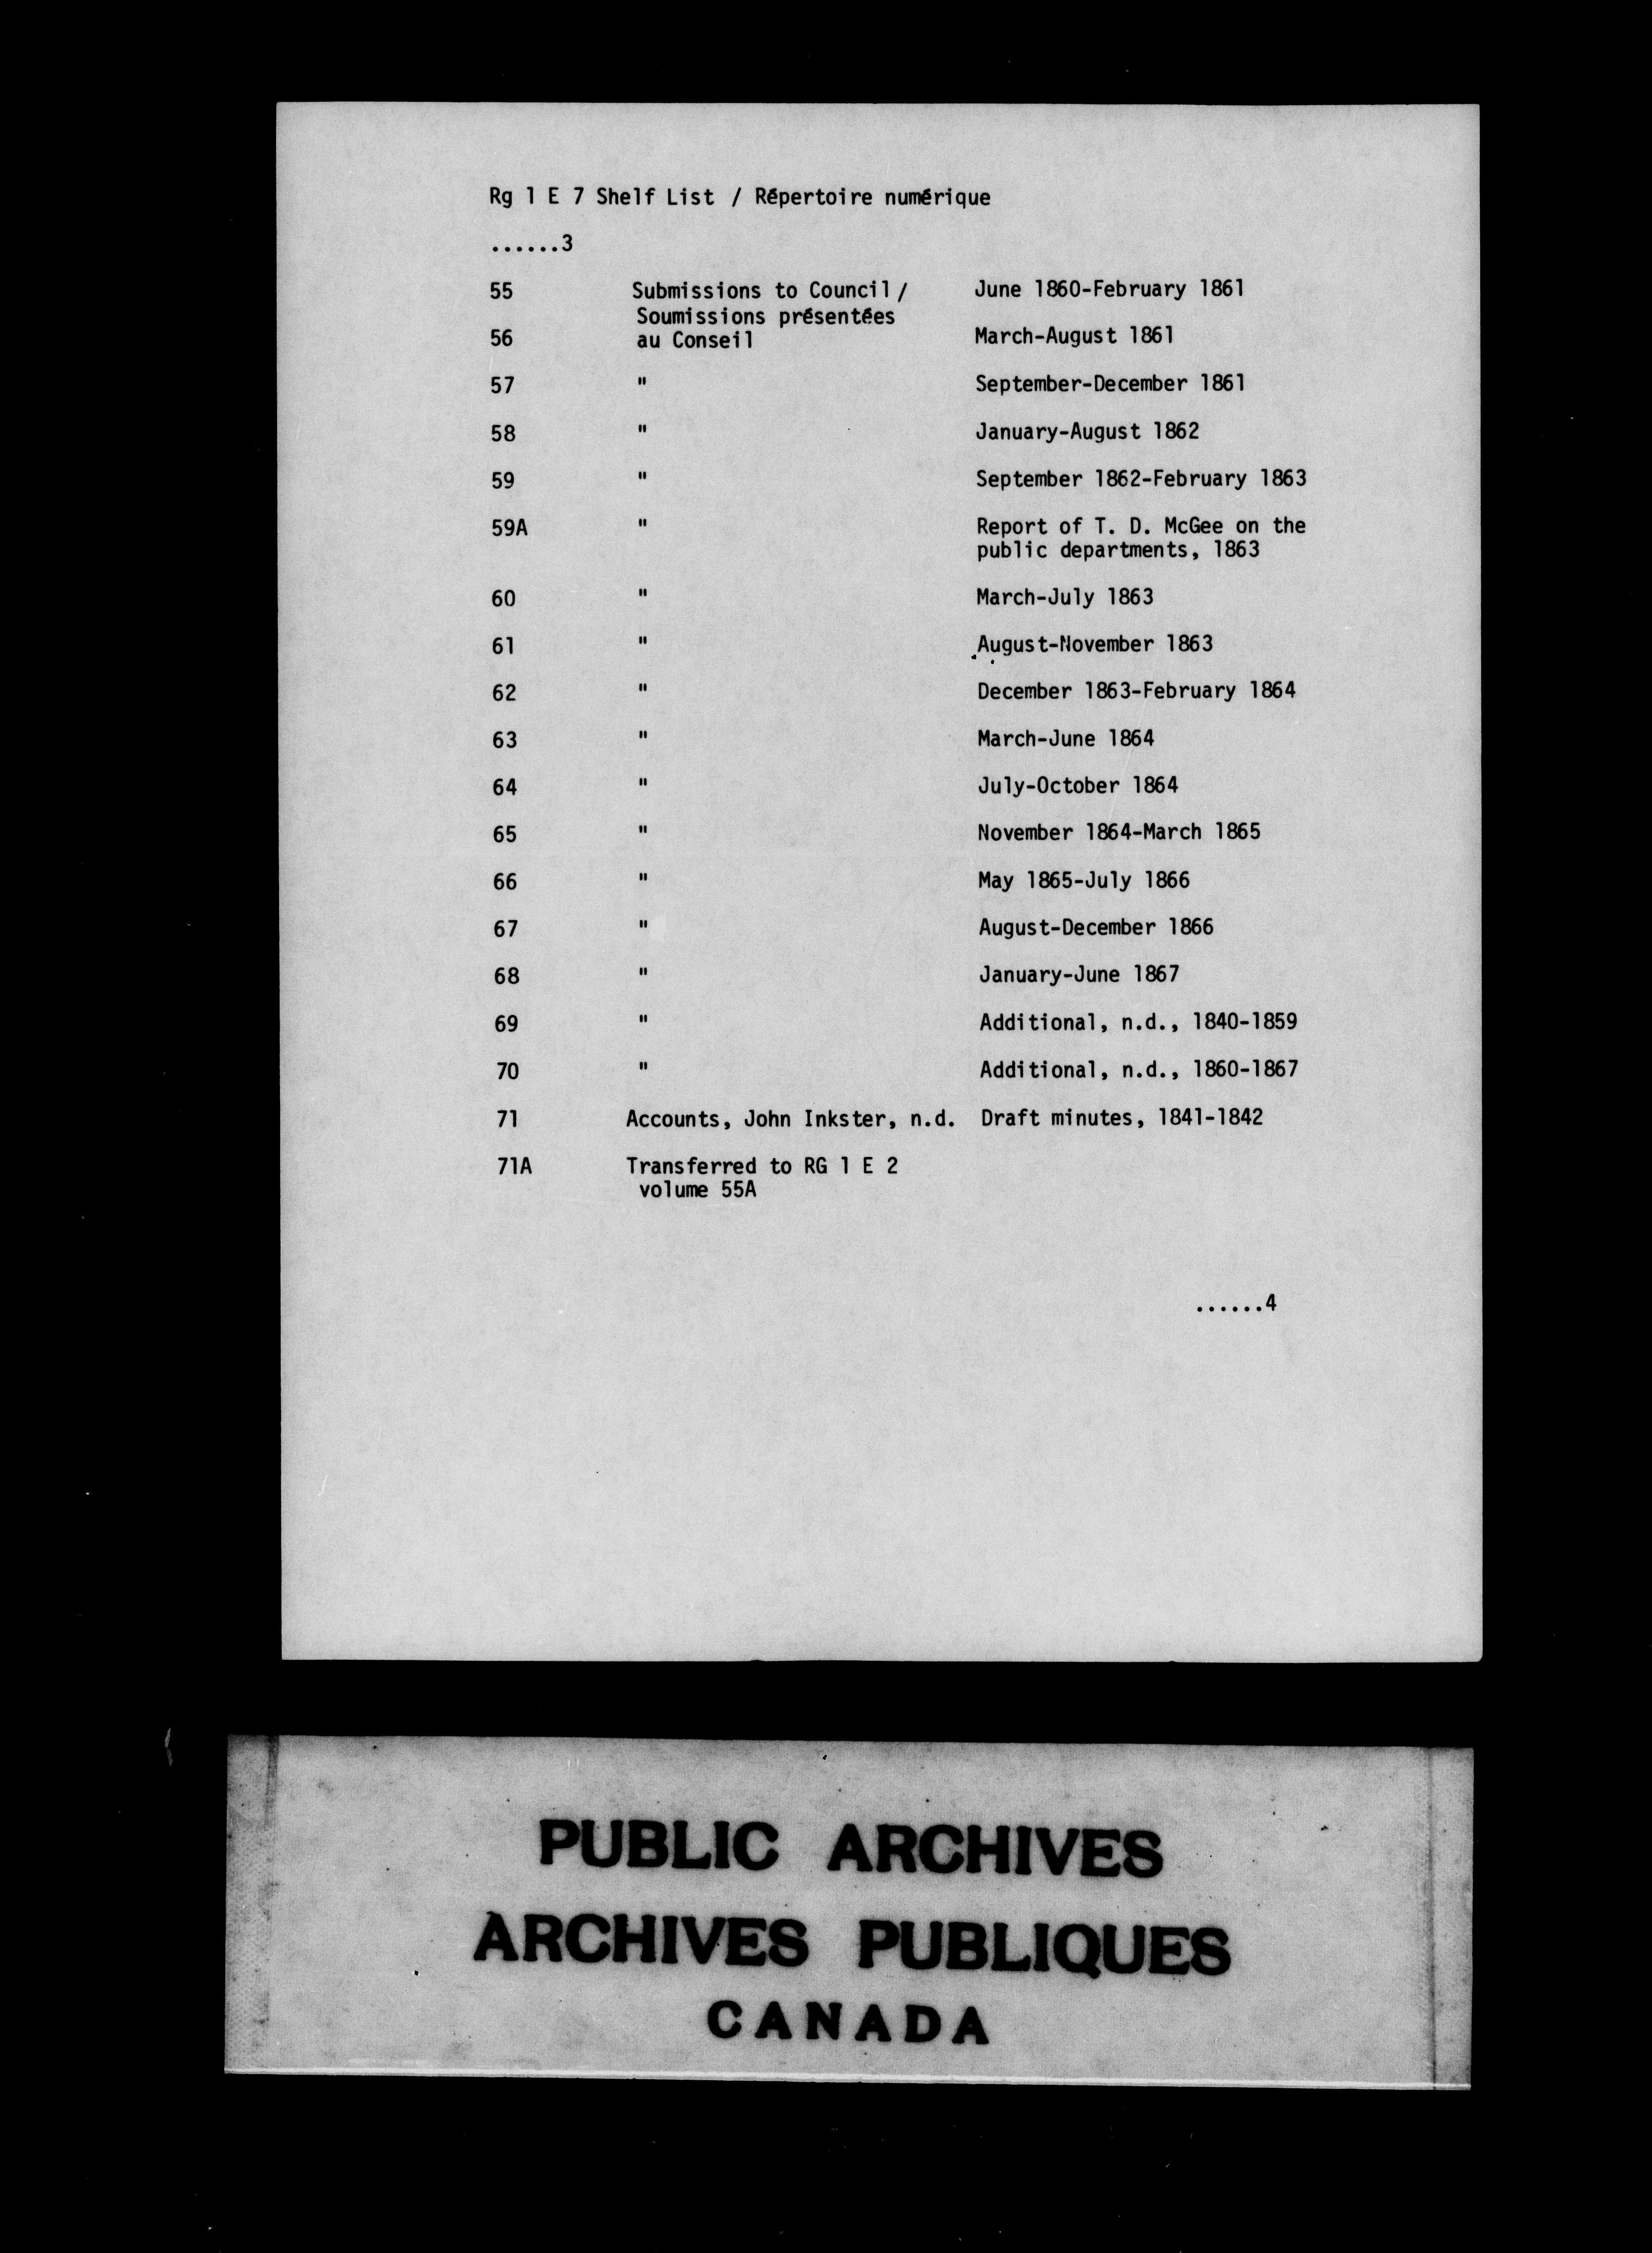 Rg 1 E 7 Shelf List / Répertoire numérique
......3
55 Submissions to Council/ June 1860-February 1861
Soumissions présentées
56 au Conseil March-August 1861
57 " September-December 1861
58 " January-August 1862
59 " September 1862-February 1863
59A " Report of T. D. McGee on the
public departments, 1863
60 " March-July 1863
61 " August-November 1863
62 " December 1863-February 1864
63 " March-June 1864
64 " July-October 1864
65 " November 1864-March 1865
66 " May 1865-July 1866
67 " August-December 1866
68 " January-June 1867
69 " Additional, n.d., 1840-1859
70 " Additional, n.d., 1860-1867
71 Accounts, John Inkster, n.d. Draft minutes, 1841-1842
71A Transferred to RG 1 E 2
volume 55A
......4
PUBLIC ARCHIVES
ARCHIVES PUBLIQUES
CANADA